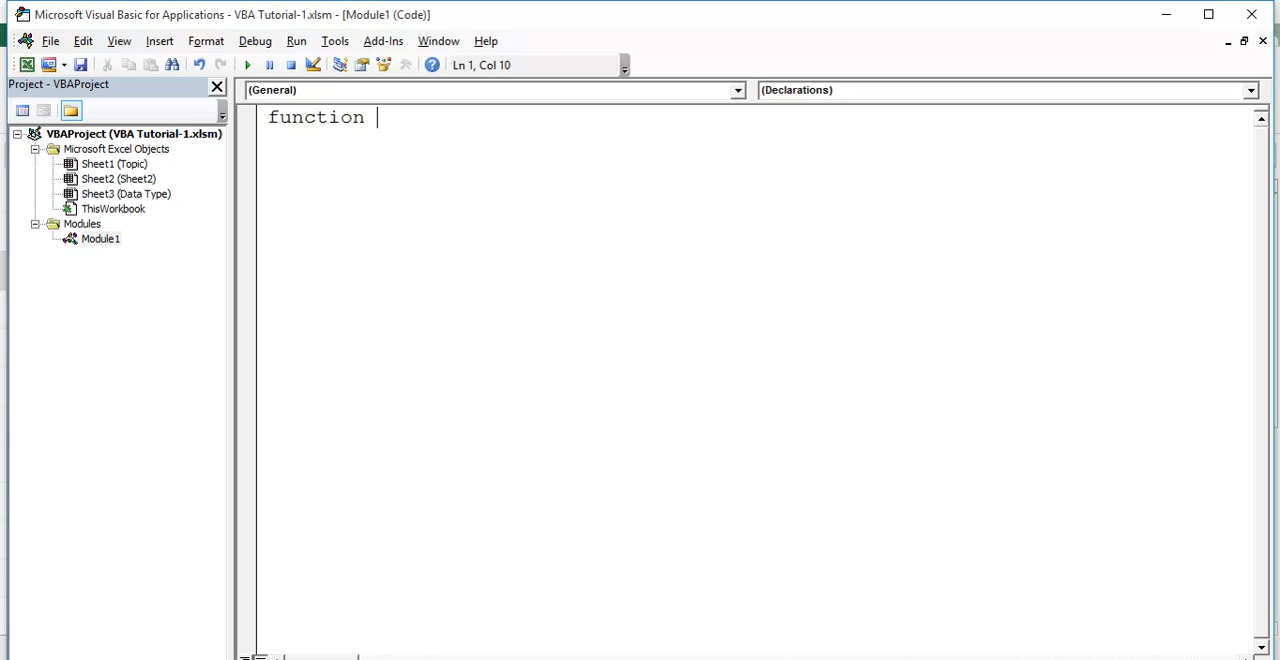 Microsoft Visual Basic for Applications - VBA Tutorial-1.xlsm - [Module1 (Code)]
File Edit View Insert Format Debug Run Tools Add-Ins Window Help
Ln 1, Col 10
Project - VBAProject
(General) (Declarations)
function
VBAProject (VBA Tutorial-1.xlsm)
Microsoft Excel Objects
Sheet1 (Topic)
Sheet2 (Sheet2)
Sheet3 (Data Type)
ThisWorkbook
Modules
Module1